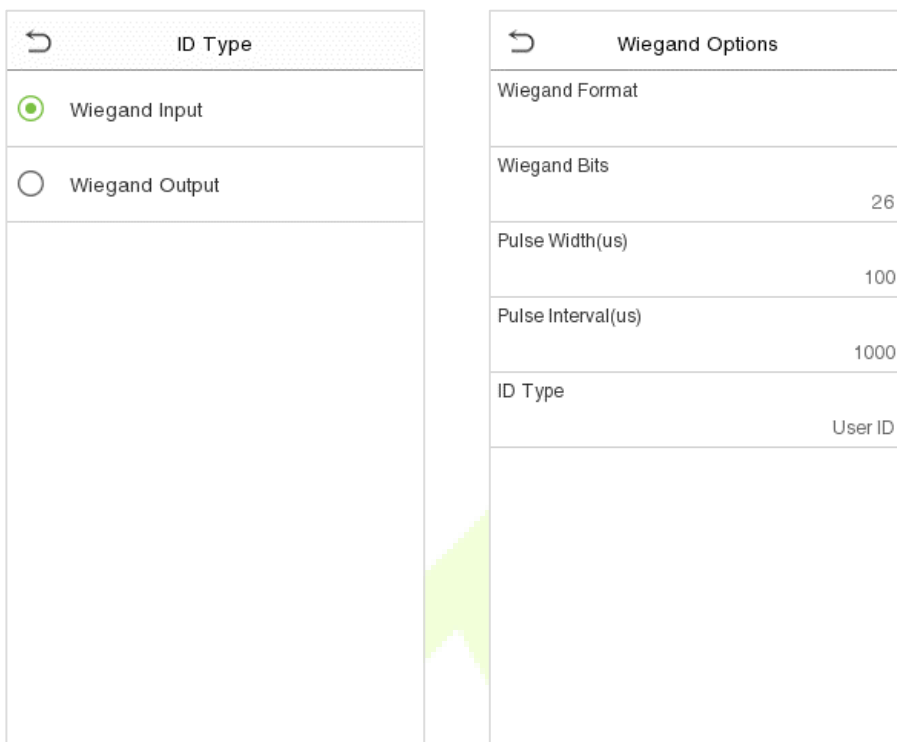 ID Type
Wiegand Input
Wiegand Output
Wiegand Options
Wiegand Format
Wiegand Bits
26
Pulse Width(us)
100
Pulse Interval(us)
1000
ID Type
User ID